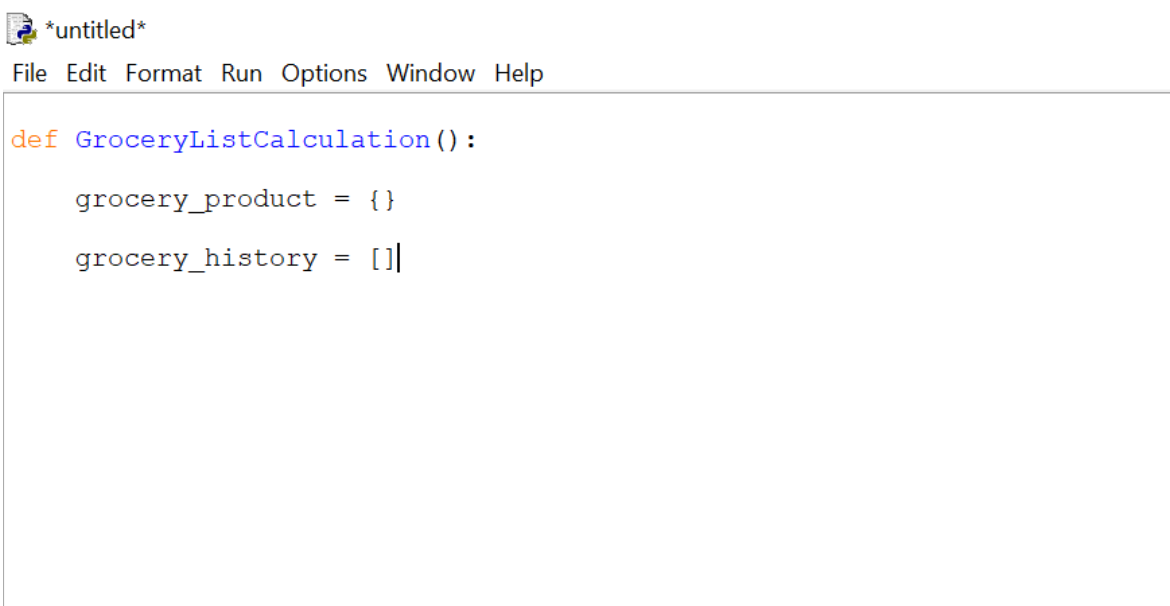 *untitled*
File Edit Format Run Options Window Help
def GroceryListCalculation():
    grocery_product = {}
    grocery_history = []